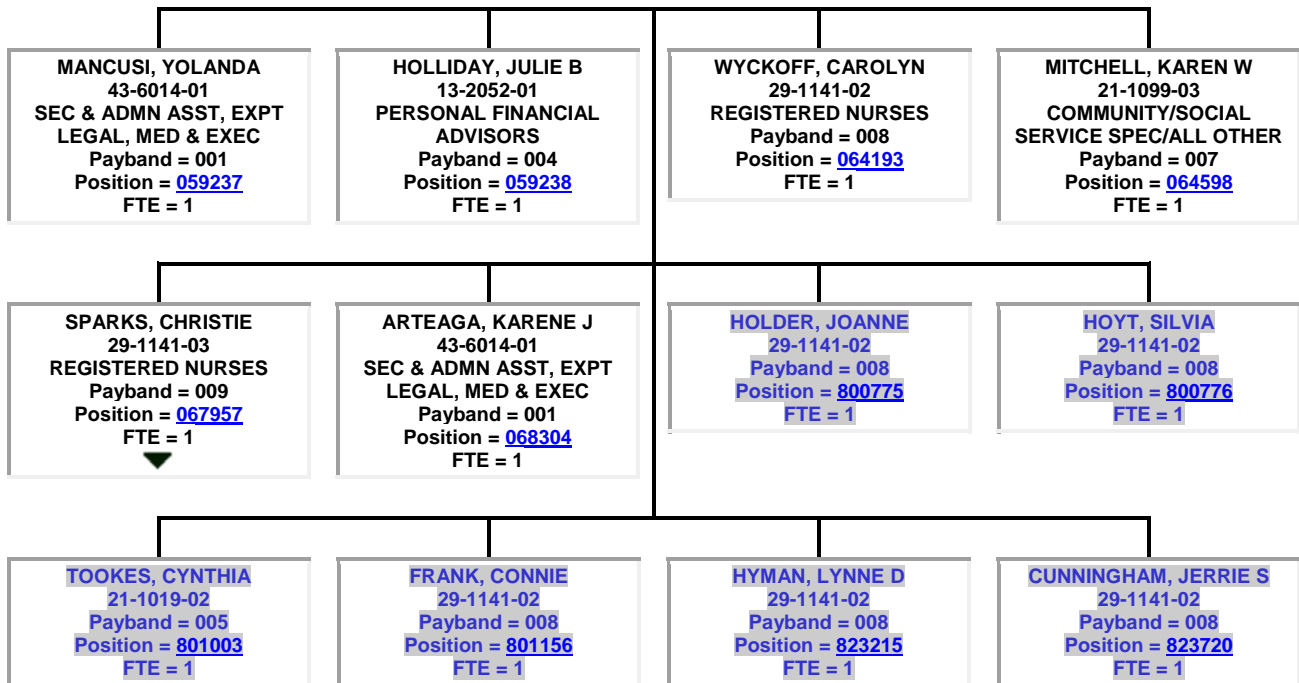 MANCUSI, YOLANDA
43-6014-01
SEC & ADMN ASST, EXPT
LEGAL, MED & EXEC
Payband = 001
Position = 059237
FTE = 1
HOLLIDAY, JULIE B
13-2052-01
PERSONAL FINANCIAL
ADVISORS
Payband = 004
Position = 059238
FTE = 1
WYCKOFF, CAROLYN
29-1141-02
REGISTERED NURSES
Payband = 008
Position = 064193
FTE = 1
MITCHELL, KAREN W
21-1099-03
COMMUNITY/SOCIAL
SERVICE SPEC/ALL OTHER
Payband = 007
Position = 064598
FTE = 1
SPARKS, CHRISTIE
29-1141-03
REGISTERED NURSES
Payband = 009
Position = 067957
FTE = 1
ARTEAGA, KARENE J
43-6014-01
SEC & ADMN ASST, EXPT
LEGAL, MED & EXEC
Payband = 001
Position = 068304
FTE = 1
HOLDER, JOANNE
29-1141-02
Payband = 008
Position = 800775
FTE = 1
HOYT, SILVIA
29-1141-02
Payband = 008
Position = 800776
FTE = 1
TOOKES, CYNTHIA
21-1019-02
Payband = 005
Position = 801003
FTE = 1
FRANK, CONNIE
29-1141-02
Payband = 008
Position = 801156
FTE = 1
HYMAN, LYNNE D
29-1141-02
Payband = 008
Position = 823215
FTE = 1
CUNNINGHAM, JERRIE S
29-1141-02
Payband = 008
Position = 823720
FTE = 1